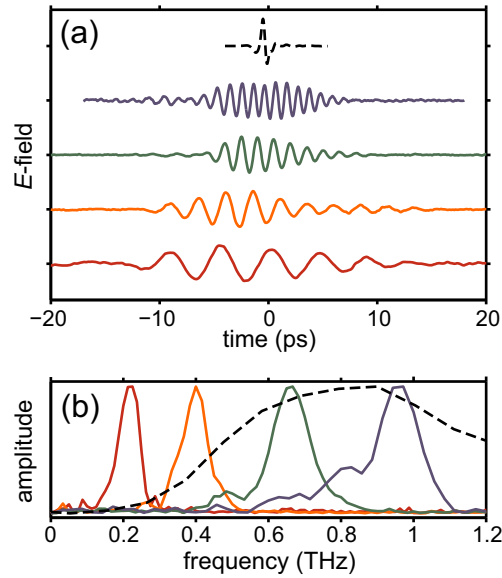 (a)
E-field
−20 −10 0 10 20
time (ps)
(b)
amplitude
0 0.2 0.4 0.6 0.8 1 1.2
frequency (THz)